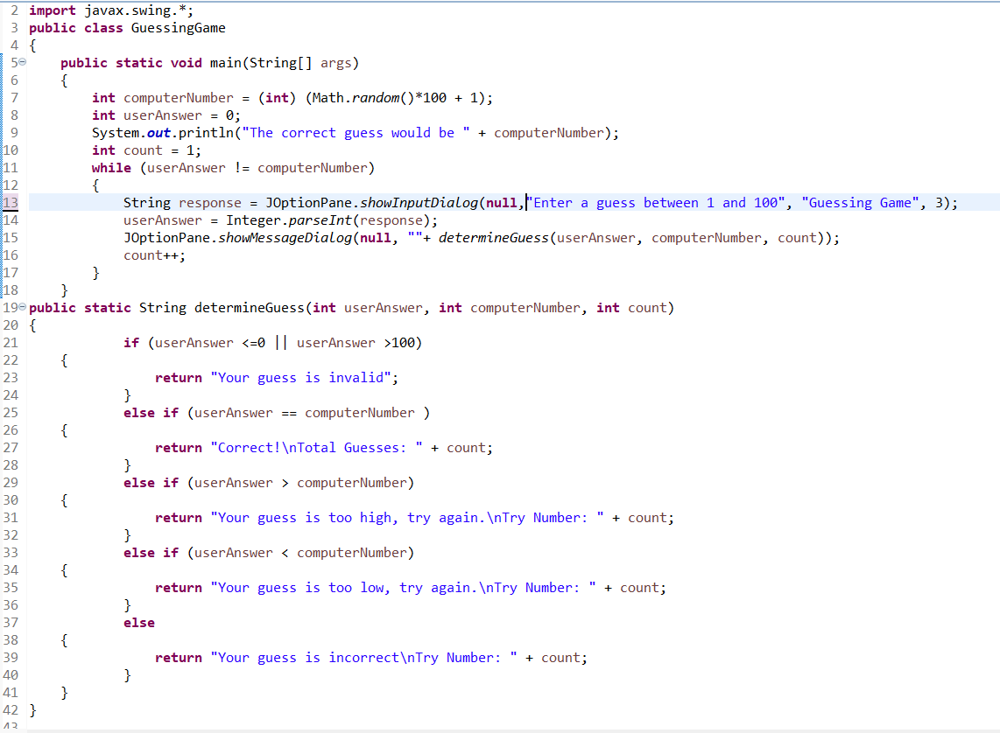 2 import javax.swing.*;
3 public class GuessingGame
4 {
5 public static void main(String[] args)
6 {
7 int computerNumber = (int) (Math.random()*100 + 1);
8 int userAnswer = 0;
9 System.out.println("The correct guess would be " + computerNumber);
10 int count = 1;
11 while (userAnswer != computerNumber)
12 {
13 String response = JOptionPane.showInputDialog(null,"Enter a guess between 1 and 100", "Guessing Game", 3);
14 userAnswer = Integer.parseInt(response);
15 JOptionPane.showMessageDialog(null, ""+ determineGuess(userAnswer, computerNumber, count));
16 count++;
17 }
18 }
19 public static String determineGuess(int userAnswer, int computerNumber, int count)
20 {
21 if (userAnswer <=0 || userAnswer >100)
22 {
23 return "Your guess is invalid";
24 }
25 else if (userAnswer == computerNumber )
26 {
27 return "Correct!\nTotal Guesses: " + count;
28 }
29 else if (userAnswer > computerNumber)
30 {
31 return "Your guess is too high, try again.\nTry Number: " + count;
32 }
33 else if (userAnswer < computerNumber)
34 {
35 return "Your guess is too low, try again.\nTry Number: " + count;
36 }
37 else
38 {
39 return "Your guess is incorrect\nTry Number: " + count;
40 }
41 }
42 }
43